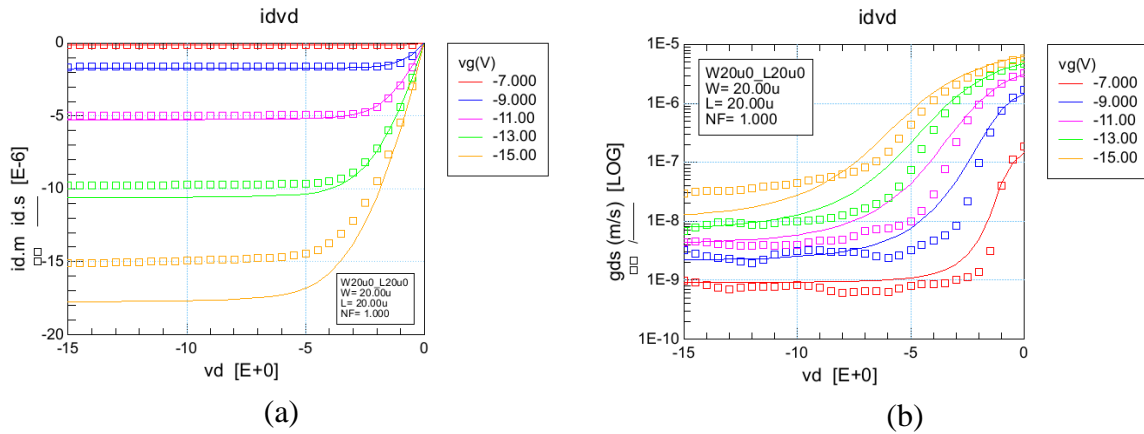 idvd
id.m id.s [E-6]
0
-5
-10
-15
-20
-15
-10
-5
0
vd [E+0]
W20u0_L20u0
W= 20.00u
L= 20.00u
NF= 1.000
vg(V)
-7.000
-9.000
-11.00
-13.00
-15.00
(a)
idvd
gds (m/s) [LOG]
1E-5
1E-6
1E-7
1E-8
1E-9
1E-10
-15
-10
-5
0
vd [E+0]
W20u0_L20u0
W= 20.00u
L= 20.00u
NF= 1.000
vg(V)
-7.000
-9.000
-11.00
-13.00
-15.00
(b)